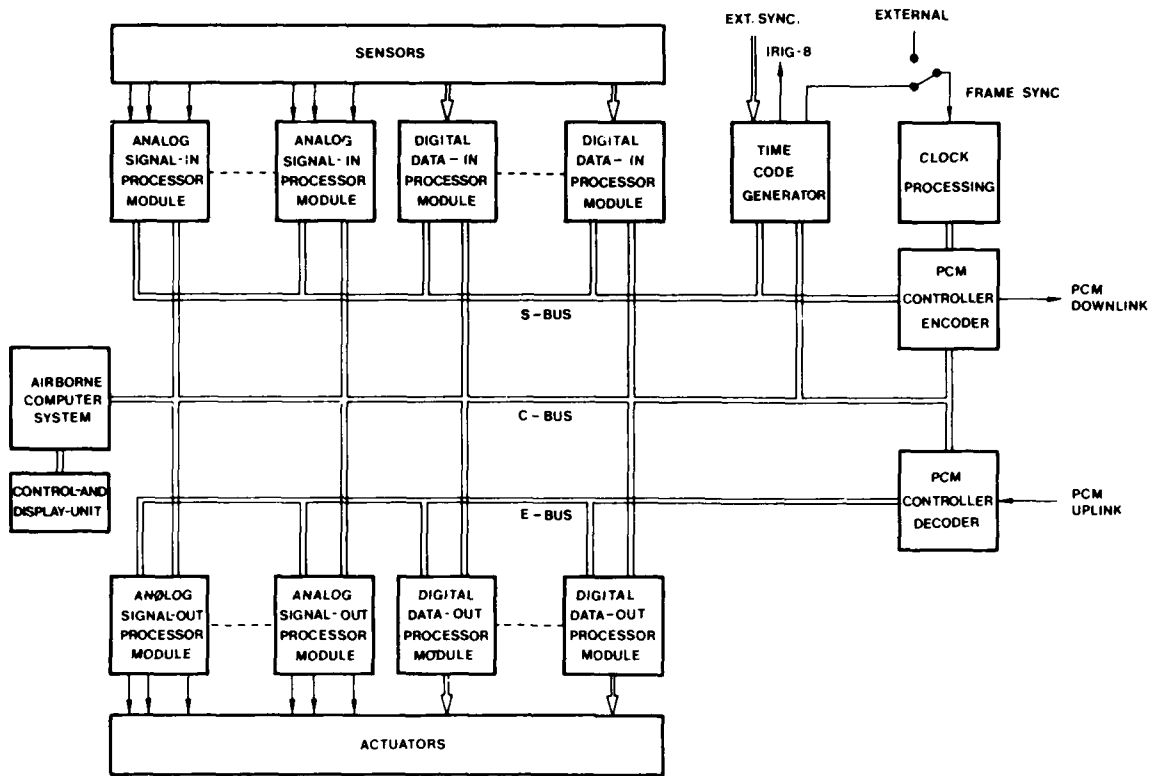 SENSORS
EXT. SYNC.
IRIG-B
EXTERNAL
FRAME SYNC
ANALOG
SIGNAL-IN
PROCESSOR
MODULE
ANALOG
SIGNAL-IN
PROCESSOR
MODULE
DIGITAL
DATA-IN
PROCESSOR
MODULE
DIGITAL
DATA-IN
PROCESSOR
MODULE
TIME
CODE
GENERATOR
CLOCK
PROCESSING
S-BUS
PCM
CONTROLLER
ENCODER
PCM
DOWNLINK
AIRBORNE
COMPUTER
SYSTEM
C-BUS
CONTROL-AND
DISPLAY-UNIT
E-BUS
PCM
CONTROLLER
DECODER
PCM
UPLINK
ANØLOG
SIGNAL-OUT
PROCESSOR
MODULE
ANALOG
SIGNAL-OUT
PROCESSOR
MODULE
DIGITAL
DATA-OUT
PROCESSOR
MODULE
DIGITAL
DATA-OUT
PROCESSOR
MODULE
ACTUATORS